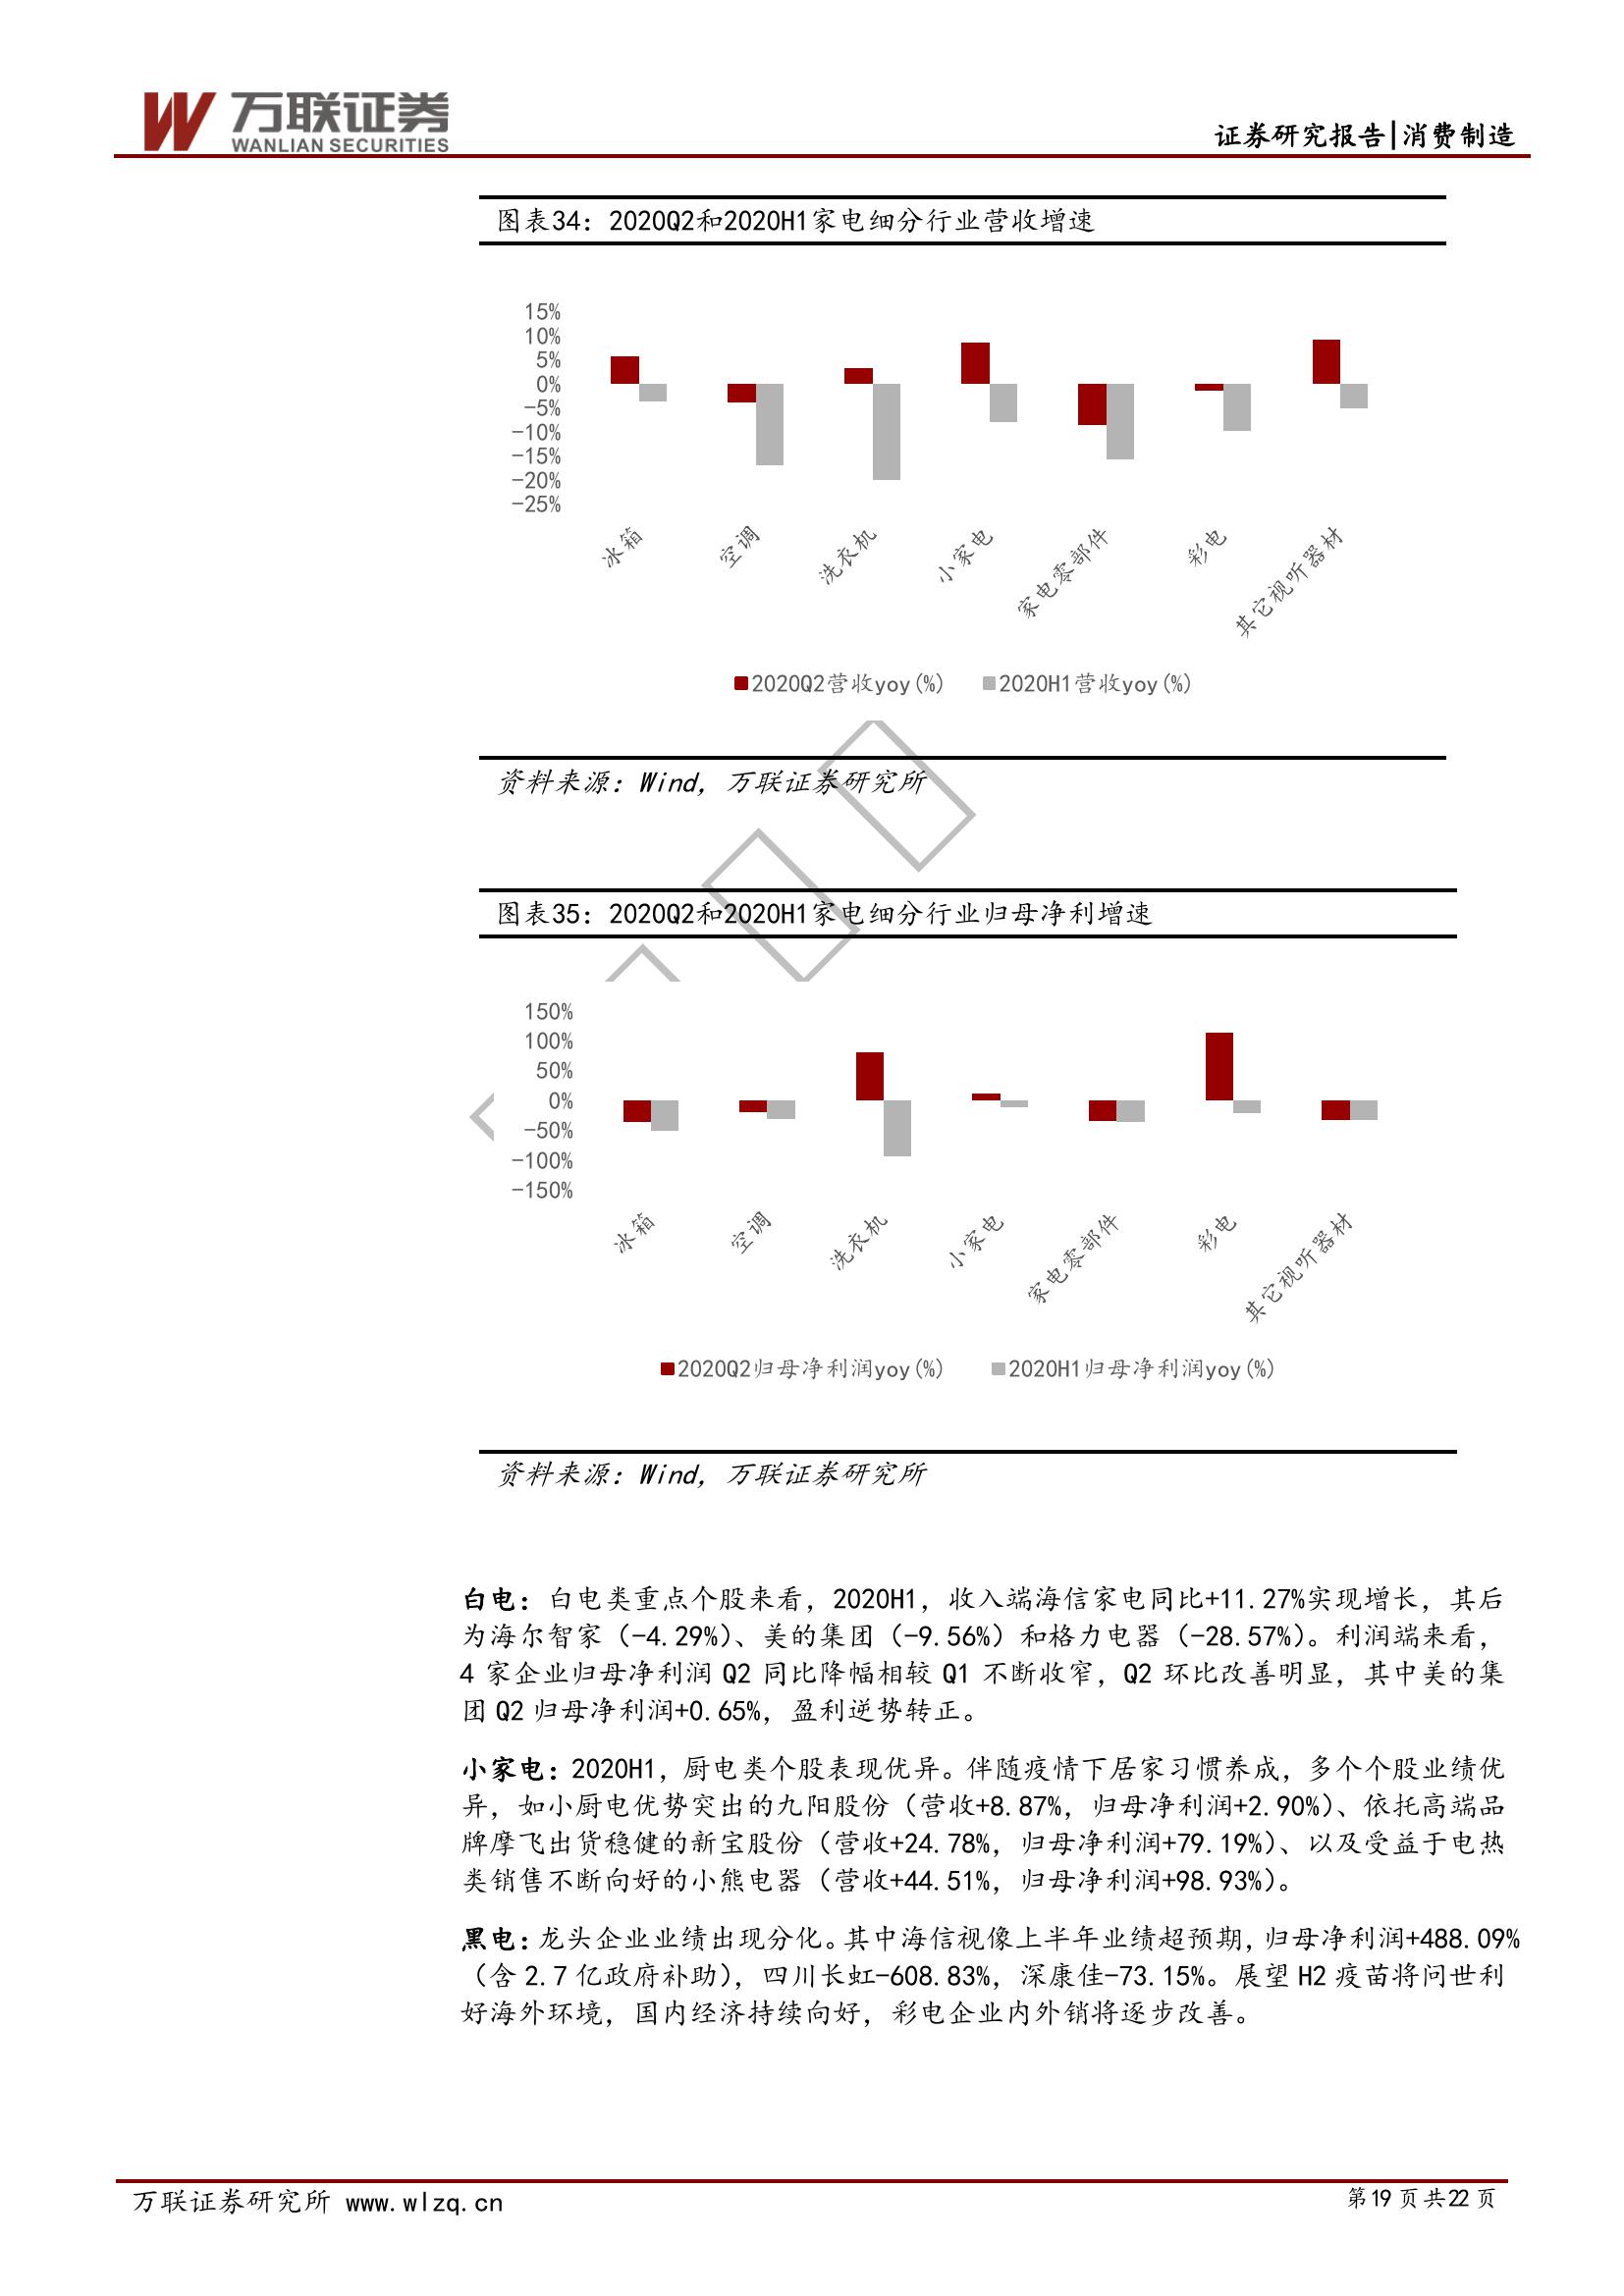 万联证券
WANLIAN SECURITIES
证券研究报告|消费制造
图表34：2020Q2和2020H1家电细分行业营收增速
15%
10%
5%
0%
-5%
-10%
-15%
-20%
-25%
冰箱
空调
洗衣机
小家电
家电零部件
彩电
其它视听器材
2020Q2营收yoy(%)
2020H1营收yoy(%)
资料来源：Wind，万联证券研究所
图表35：2020Q2和2020H1家电细分行业归母净利增速
150%
100%
50%
0%
-50%
-100%
-150%
冰箱
空调
洗衣机
小家电
家电零部件
彩电
其它视听器材
2020Q2归母净利润yoy(%)
2020H1归母净利润yoy(%)
资料来源：Wind，万联证券研究所
白电：白电类重点个股来看，2020H1，收入端海信家电同比+11.27%实现增长，其后
为海尔智家（-4.29%）、美的集团（-9.56%）和格力电器（-28.57%）。利润端来看，
4 家企业归母净利润 Q2 同比降幅相较 Q1 不断收窄，Q2 环比改善明显，其中美的集
团 Q2 归母净利润+0.65%，盈利逆势转正。
小家电：2020H1，厨电类个股表现优异。伴随疫情下居家习惯养成，多个个股业绩优
异，如小厨电优势突出的九阳股份（营收+8.87%，归母净利润+2.90%）、依托高端品
牌摩飞出货稳健的新宝股份（营收+24.78%，归母净利润+79.19%）、以及受益于电热
类销售不断向好的小熊电器（营收+44.51%，归母净利润+98.93%）。
黑电：龙头企业业绩出现分化。其中海信视像上半年业绩超预期，归母净利润+488.09%
（含 2.7 亿政府补助），四川长虹-608.83%，深康佳-73.15%。展望 H2 疫苗将问世利
好海外环境，国内经济持续向好，彩电企业内外销将逐步改善。
万联证券研究所 www.wlzq.cn
第19页共22页